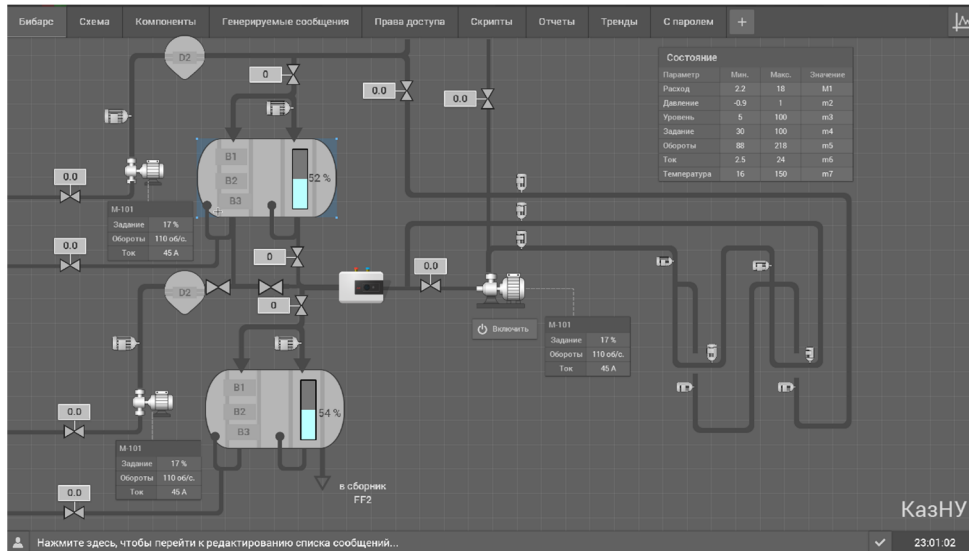 Бибарс Схема Компоненты Генерируемые сообщения Права доступа Скрипты Отчеты Тренды С паролем +
D2
0
0.0
0.0
Состояние
Параметр Мин. Макс. Значение
Расход 2.2 18 M1
Давление -0.9 1 m2
Уровень 5 100 m3
Задание 30 100 m4
Обороты 88 218 m5
Ток 2.5 24 m6
Температура 16 150 m7
B1
B2
B3
52 %
0.0
M-101
Задание 17 %
Обороты 110 об/с.
Ток 45 А
0.0
0
0.0
D2
0
Включить
M-101
Задание 17 %
Обороты 110 об/с.
Ток 45 А
B1
B2
B3
54 %
0.0
M-101
Задание 17 %
Обороты 110 об/с.
Ток 45 А
0.0
в сборник
FF2
КазНУ
Нажмите здесь, чтобы перейти к редактированию списка сообщений...
23:01:02